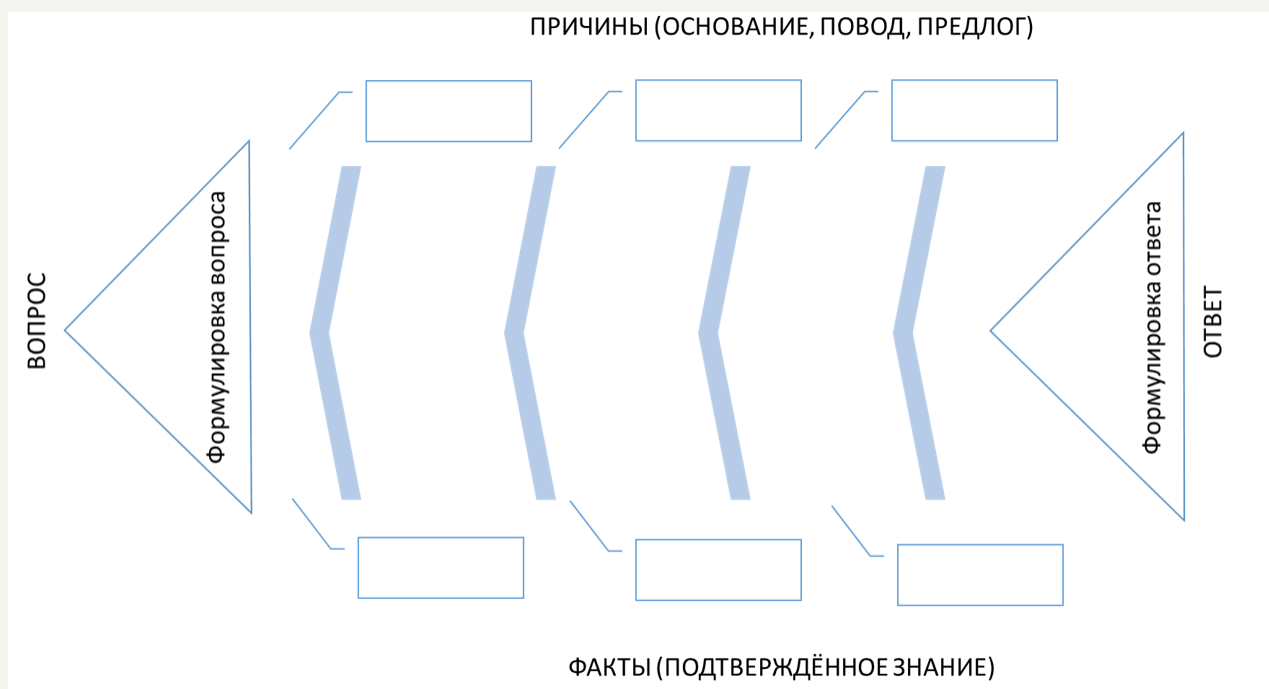 ПРИЧИНЫ (ОСНОВАНИЕ, ПОВОД, ПРЕДЛОГ)
ВОПРОС
Формулировка вопроса
Формулировка ответа
ОТВЕТ
ФАКТЫ (ПОДТВЕРЖДЁННОЕ ЗНАНИЕ)